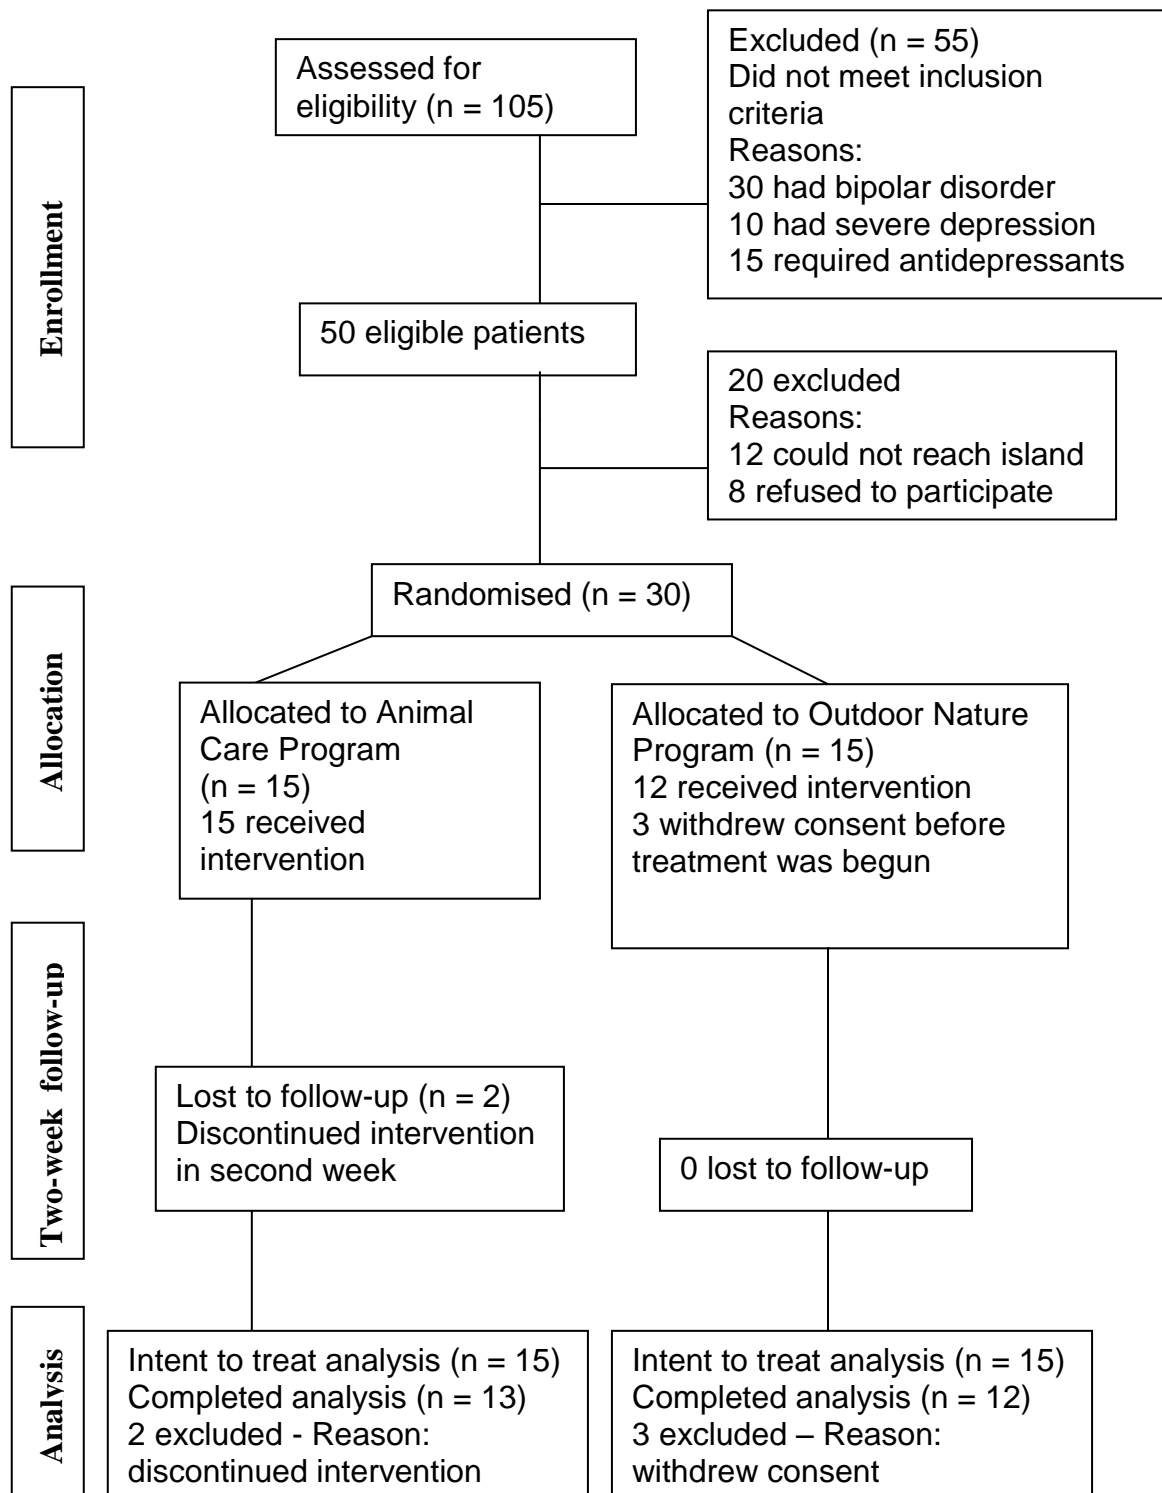 Enrollment
Assessed for
eligibility (n = 105)
Excluded (n = 55)
Did not meet inclusion
criteria
Reasons:
30 had bipolar disorder
10 had severe depression
15 required antidepressants
50 eligible patients
20 excluded
Reasons:
12 could not reach island
8 refused to participate
Allocation
Randomised (n = 30)
Allocated to Animal
Care Program
(n = 15)
15 received
intervention
Allocated to Outdoor Nature
Program (n = 15)
12 received intervention
3 withdrew consent before
treatment was begun
Two-week follow-up
Lost to follow-up (n = 2)
Discontinued intervention
in second week
0 lost to follow-up
Analysis
Intent to treat analysis (n = 15)
Completed analysis (n = 13)
2 excluded - Reason:
discontinued intervention
Intent to treat analysis (n = 15)
Completed analysis (n = 12)
3 excluded – Reason:
withdrew consent